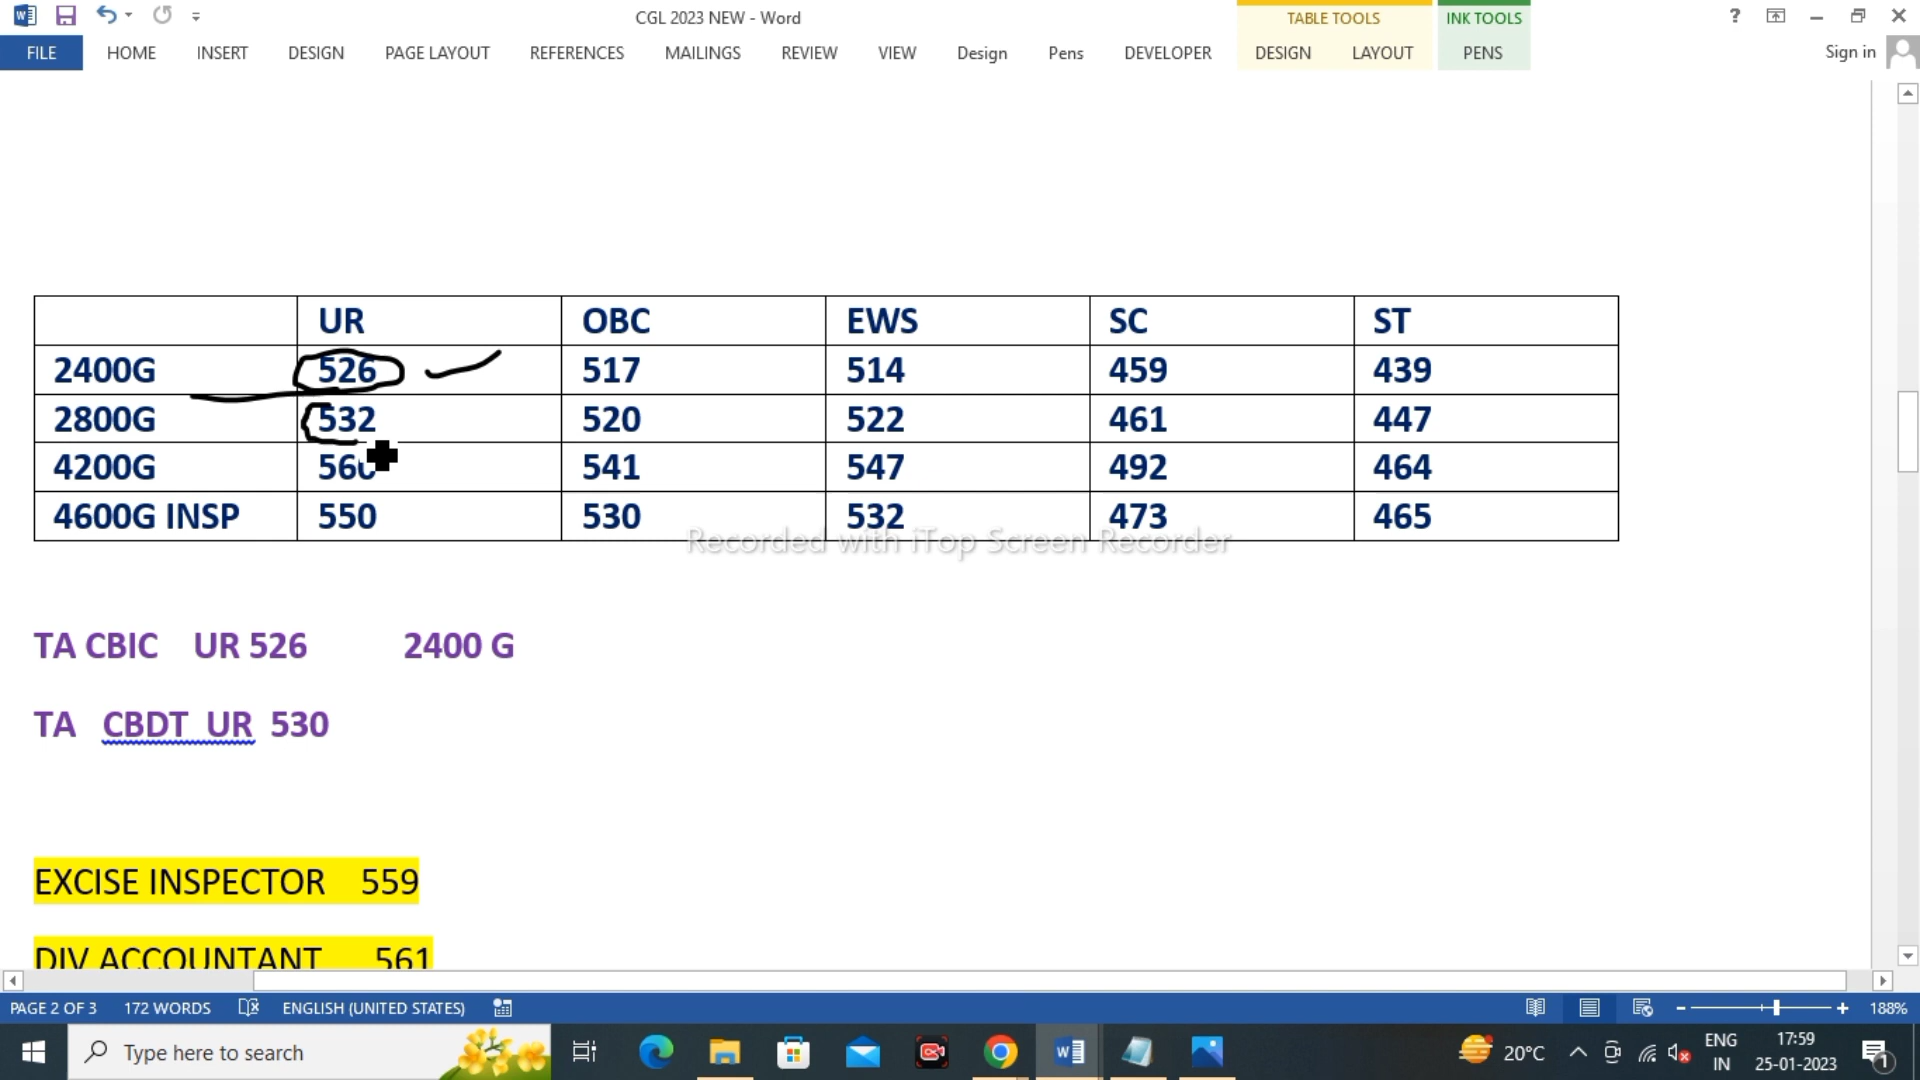 CGL 2023 NEW - Word
TABLE TOOLS
INK TOOLS
?
FILE HOME INSERT DESIGN PAGE LAYOUT REFERENCES MAILINGS REVIEW VIEW Design Pens DEVELOPER DESIGN LAYOUT PENS
Sign in
UR OBC EWS SC ST
2400G 526 517 514 459 439
2800G 532 520 522 461 447
4200G 541 547 492 464
4600G INSP 550 530 532 473 465
Recorded with iTop Screen Recorder
TA CBIC UR 526 2400 G
TA CBDT UR 530
EXCISE INSPECTOR 559
DIV ACCOUNTANT 561
PAGE 2 OF 3 172 WORDS ENGLISH (UNITED STATES) 188%
Type here to search
20°C
ENG
IN
17:59
25-01-2023
1